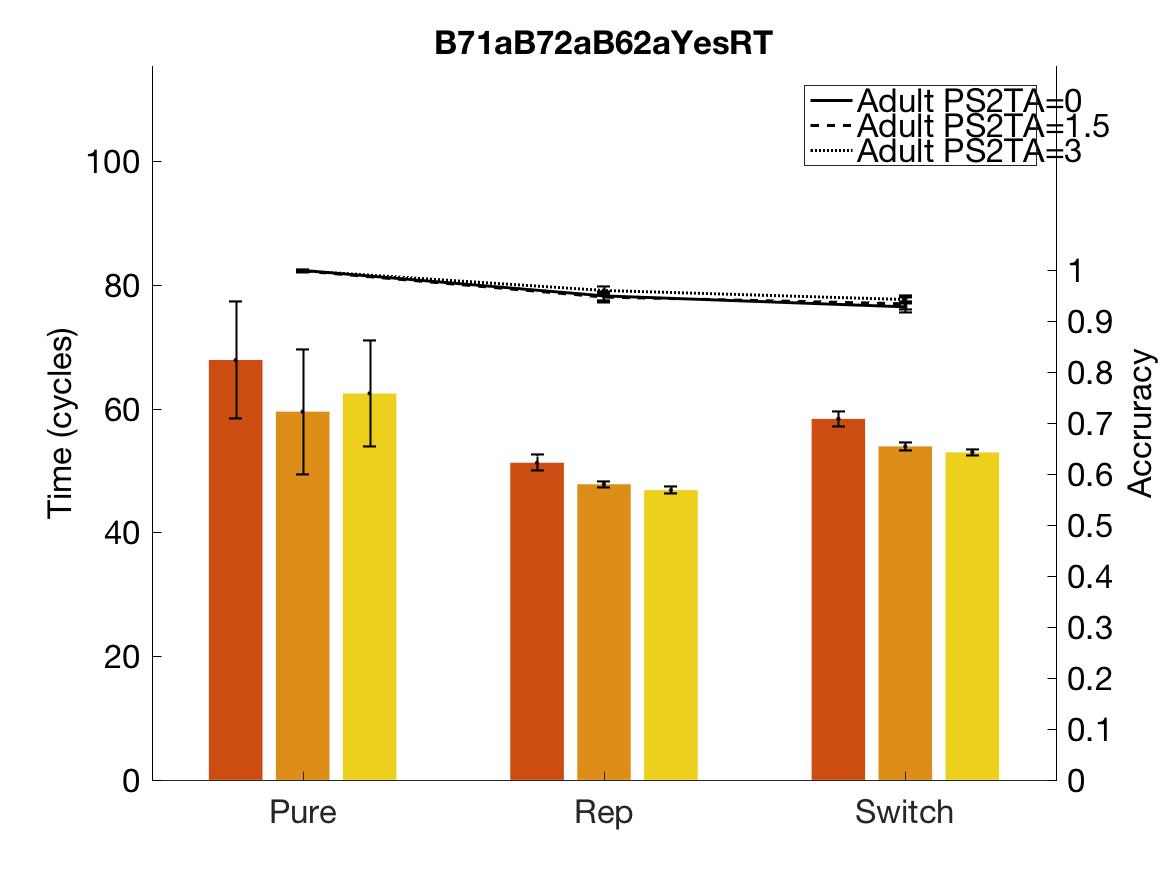 B71aB72aB62aYesRT
Adult PS2TA=0
Adult PS2TA=1.5
Adult PS2TA=3
100
80
60
40
20
0
Time (cycles)
1
0.9
0.8
0.7
0.6
0.5
0.4
0.3
0.2
0.1
0
Accruracy
Pure
Rep
Switch